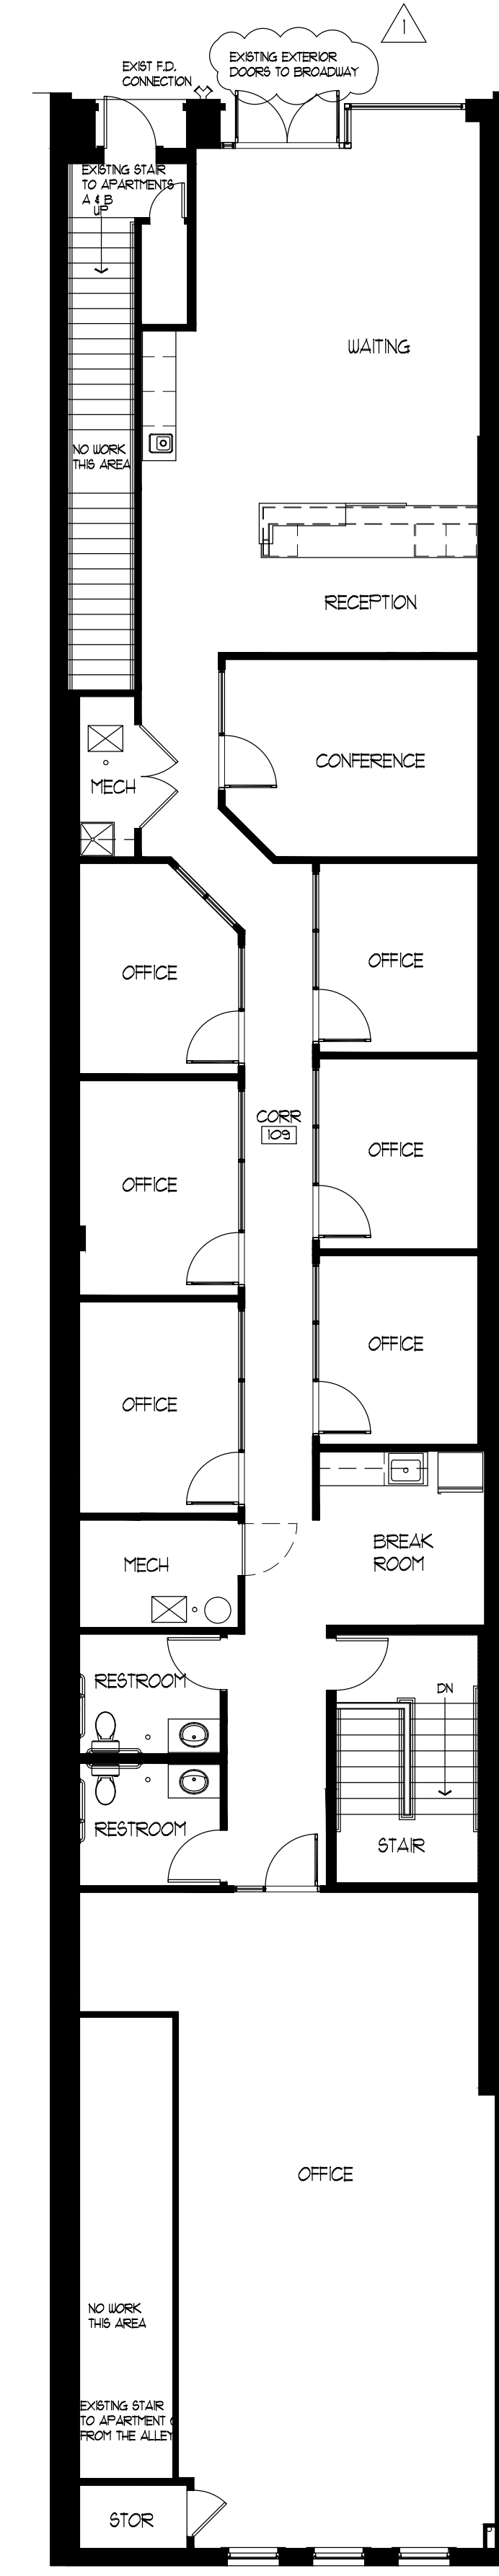 1
EXISTING EXTERIOR
DOORS TO BROADWAY
EXIST F.D.
CONNECTION
EXISTING STAIR
TO APARTMENTS
A & B
UP
WAITING
NO WORK
THIS AREA
RECEPTION
CONFERENCE
MECH
OFFICE
OFFICE
CORR
109
OFFICE
OFFICE
OFFICE
OFFICE
BREAK
ROOM
MECH
RESTROOM
DN
RESTROOM
STAIR
OFFICE
NO WORK
THIS AREA
EXISTING STAIR
TO APARTMENT
FROM THE ALLEY
STOR